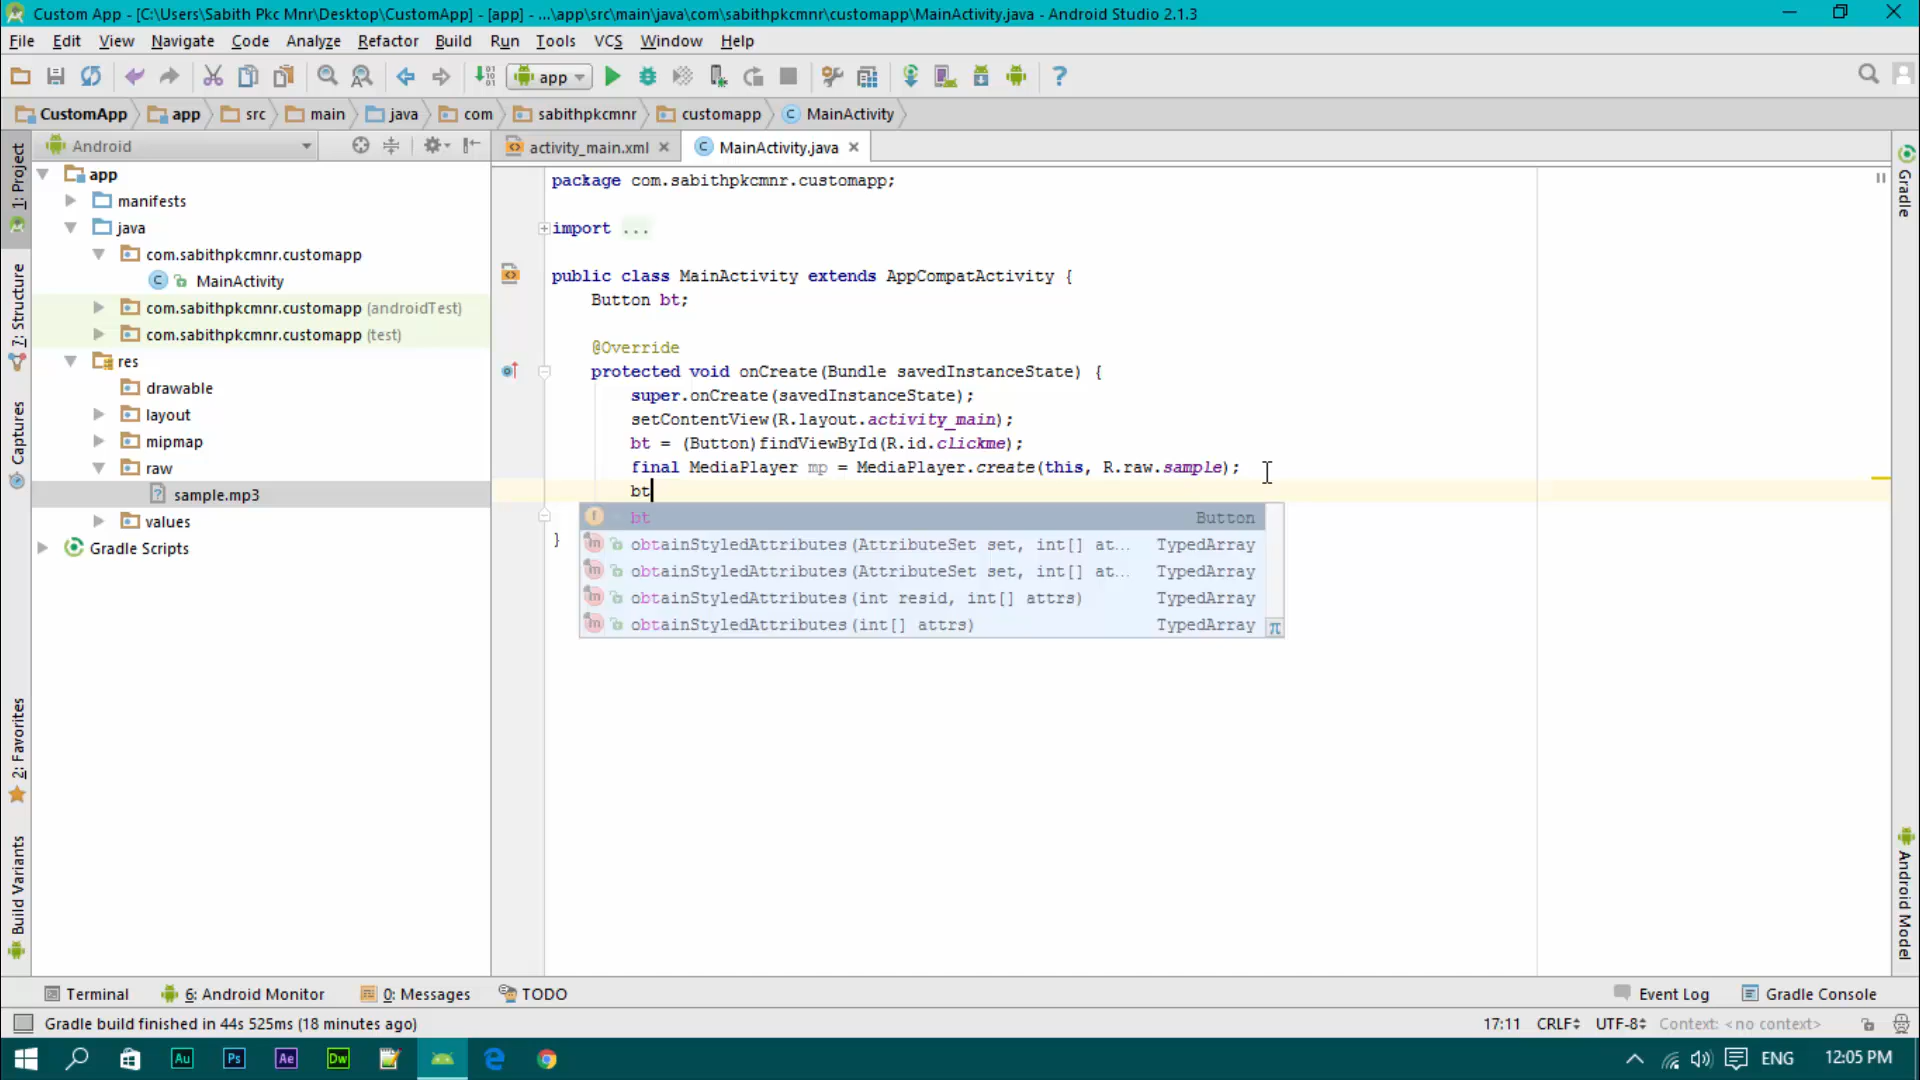 Custom App - [C:\Users\Sabith Pkc Mnr\Desktop\CustomApp] - [app] - ...\app\src\main\java\com\sabithpkcmnr\customapp\MainActivity.java - Android Studio 2.1.3
File Edit View Navigate Code Analyze Refactor Build Run Tools VCS Window Help
app
CustomApp app src main java com sabithpkcmnr customapp MainActivity
Android
activity_main.xml MainActivity.java
1: Project
7: Structure
Captures
2: Favorites
Build Variants
app
manifests
java
com.sabithpkcmnr.customapp
MainActivity
com.sabithpkcmnr.customapp (androidTest)
com.sabithpkcmnr.customapp (test)
res
drawable
layout
mipmap
raw
sample.mp3
values
Gradle Scripts
package com.sabithpkcmnr.customapp;
import ...
public class MainActivity extends AppCompatActivity {
Button bt;
@Override
protected void onCreate(Bundle savedInstanceState) {
super.onCreate(savedInstanceState);
setContentView(R.layout.activity_main);
bt = (Button)findViewById(R.id.clickme);
final MediaPlayer mp = MediaPlayer.create(this, R.raw.sample);
bt
bt Button
obtainStyledAttributes(AttributeSet set, int[] at... TypedArray
obtainStyledAttributes(AttributeSet set, int[] at... TypedArray
obtainStyledAttributes(int resid, int[] attrs) TypedArray
obtainStyledAttributes(int[] attrs) TypedArray
π
}
Gradle
Android Model
Terminal 6: Android Monitor 0: Messages TODO Event Log Gradle Console
Gradle build finished in 44s 525ms (18 minutes ago) 17:11 CRLF UTF-8 Context: <no context>
Au Ps Ae Dw ENG 12:05 PM